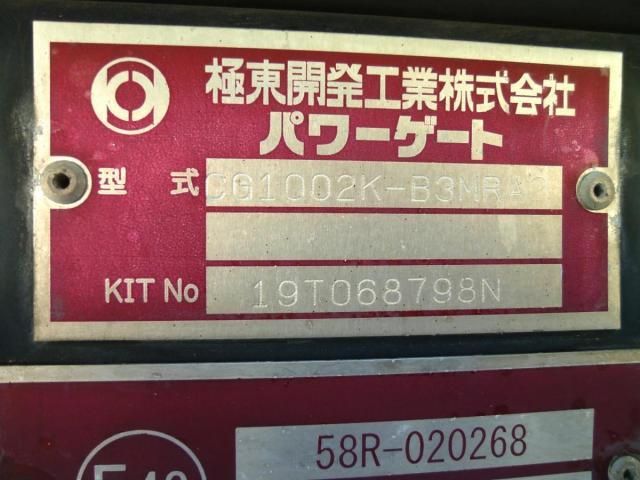 極東開発工業株式会社
パワーゲート
型 式 CG1002K-B3MRA
KIT No 19T068798N
58R-020268